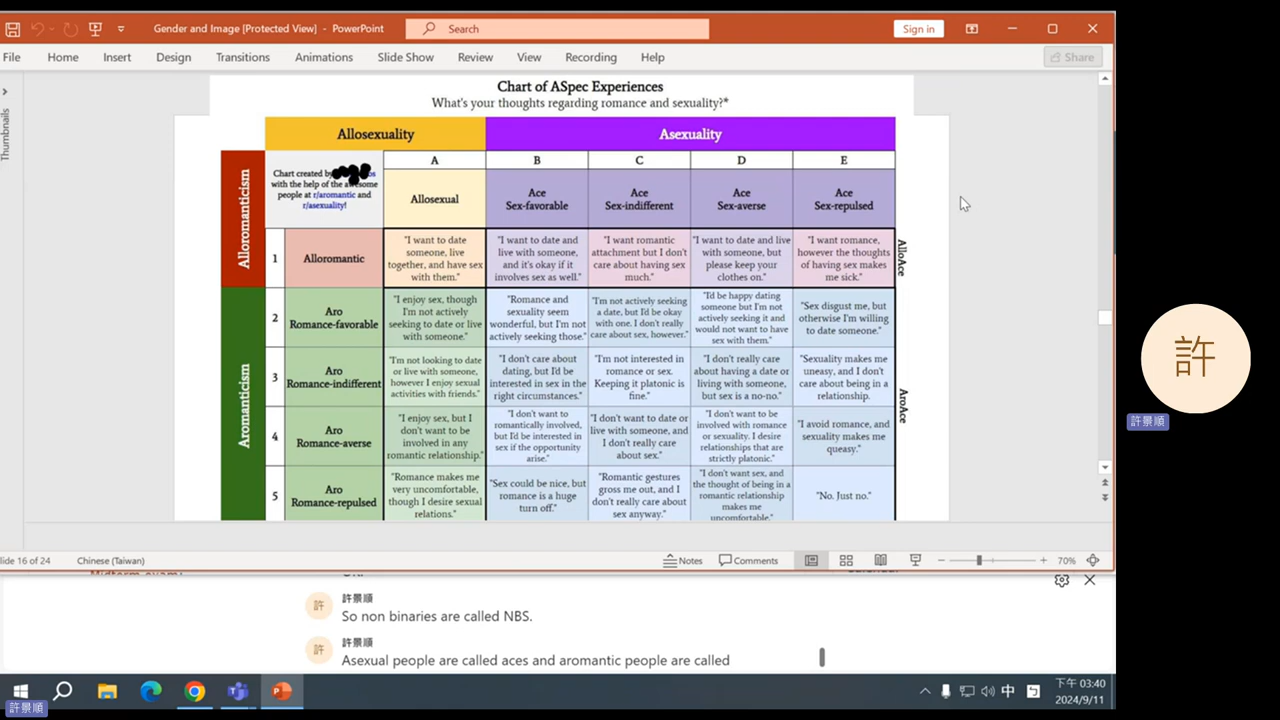 Gender and Image [Protected View] - PowerPoint
Search
Sign in
File Home Insert Design Transitions Animations Slide Show Review View Recording Help
Share
Thumbnails
Chart of ASpec Experiences
What's your thoughts regarding romance and sexuality?*
Allosexuality
Asexuality
Alloromanticism
Chart created by
with the help of the awesome
people at r/aromantic and
r/asexuality!
A
B
C
D
E
Allosexual
Ace
Sex-favorable
Ace
Sex-indifferent
Ace
Sex-averse
Ace
Sex-repulsed
1
Alloromantic
"I want to date
someone, live
together, and have sex
with them."
"I want to date and
live with someone,
and it's okay if it
involves sex as well."
"I want romantic
attachment but I don't
care about having sex
much."
"I want to date and live
with someone, but
please keep your
clothes on."
"I want romance,
however the thoughts
of having sex makes
me sick."
AlloAce
Aromanticism
2
Aro
Romance-favorable
"I enjoy sex, though
I'm not actively
seeking to date or live
with someone."
"Romance and
sexuality seem
wonderful, but I'm not
actively seeking those."
"I'm not actively seeking
a date, but I'd be okay
with one. I don't really
care about sex, however."
"I'd be happy dating
someone but I'm not
actively seeking it and
would not want to have
sex with them."
"Sex disgust me, but
otherwise I'm willing
to date someone."
3
Aro
Romance-indifferent
"I'm not looking to date
or live with someone,
however I enjoy sexual
activities with friends."
"I don't care about
dating, but I'd be
interested in sex in the
right circumstances."
"I'm not interested in
romance or sex.
Keeping it platonic is
fine."
"I don't really care
about having a date or
living with someone,
but sex is a no-no."
"Sexuality makes me
uneasy, and I don't
care about being in a
relationship.
AroAce
4
Aro
Romance-averse
"I enjoy sex, but I
don't want to be
involved in any
romantic relationship."
"I don't want to
romantically involved,
but I'd be interested in
sex if the opportunity
arise."
"I don't want to date or
live with someone, and
I don't really care
about sex."
"I don't want to be
involved with romance
or sexuality. I desire
relationships that are
strictly platonic."
"I avoid romance, and
sexuality makes me
queasy."
5
Aro
Romance-repulsed
"Romance makes me
very uncomfortable,
though I desire sexual
relations."
"Sex could be nice, but
romance is a huge
turn off."
"Romantic gestures
gross me out, and I
don't really care about
sex anyway."
"I don't want sex, and
the thought of being in a
romantic relationship
makes me
uncomfortable."
"No. Just no."
許
許景順
lide 16 of 24 Chinese (Taiwan)
Notes Comments 70%
許 許景順
So non binaries are called NBS.
許 許景順
Asexual people are called aces and aromantic people are called
中
下午 03:40
2024/9/11
許景順